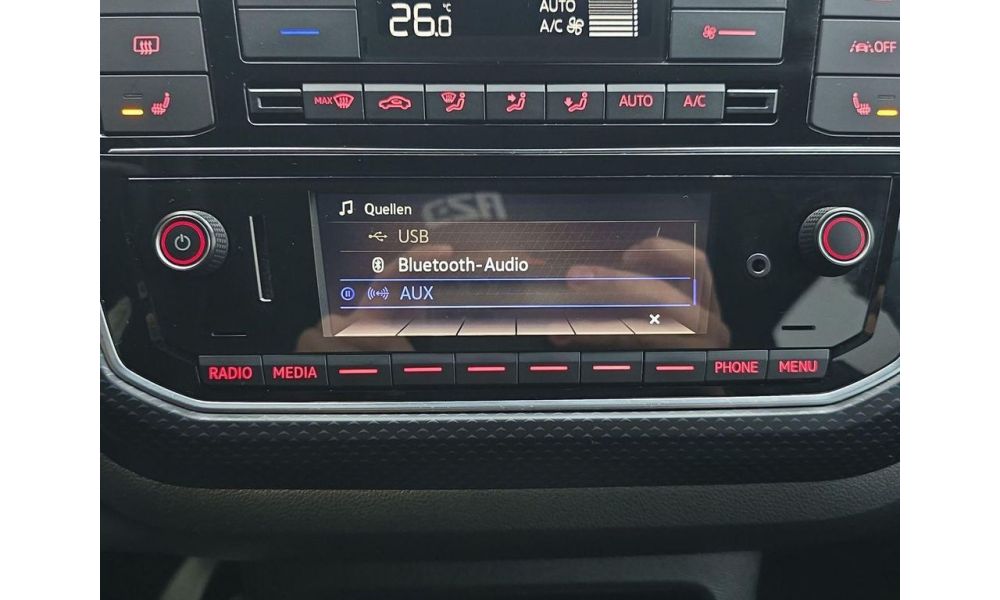 26.0 °C
AUTO
A/C
OFF
MAX
AUTO
A/C
Quellen
USB
Bluetooth-Audio
AUX
RADIO
MEDIA
PHONE
MENU